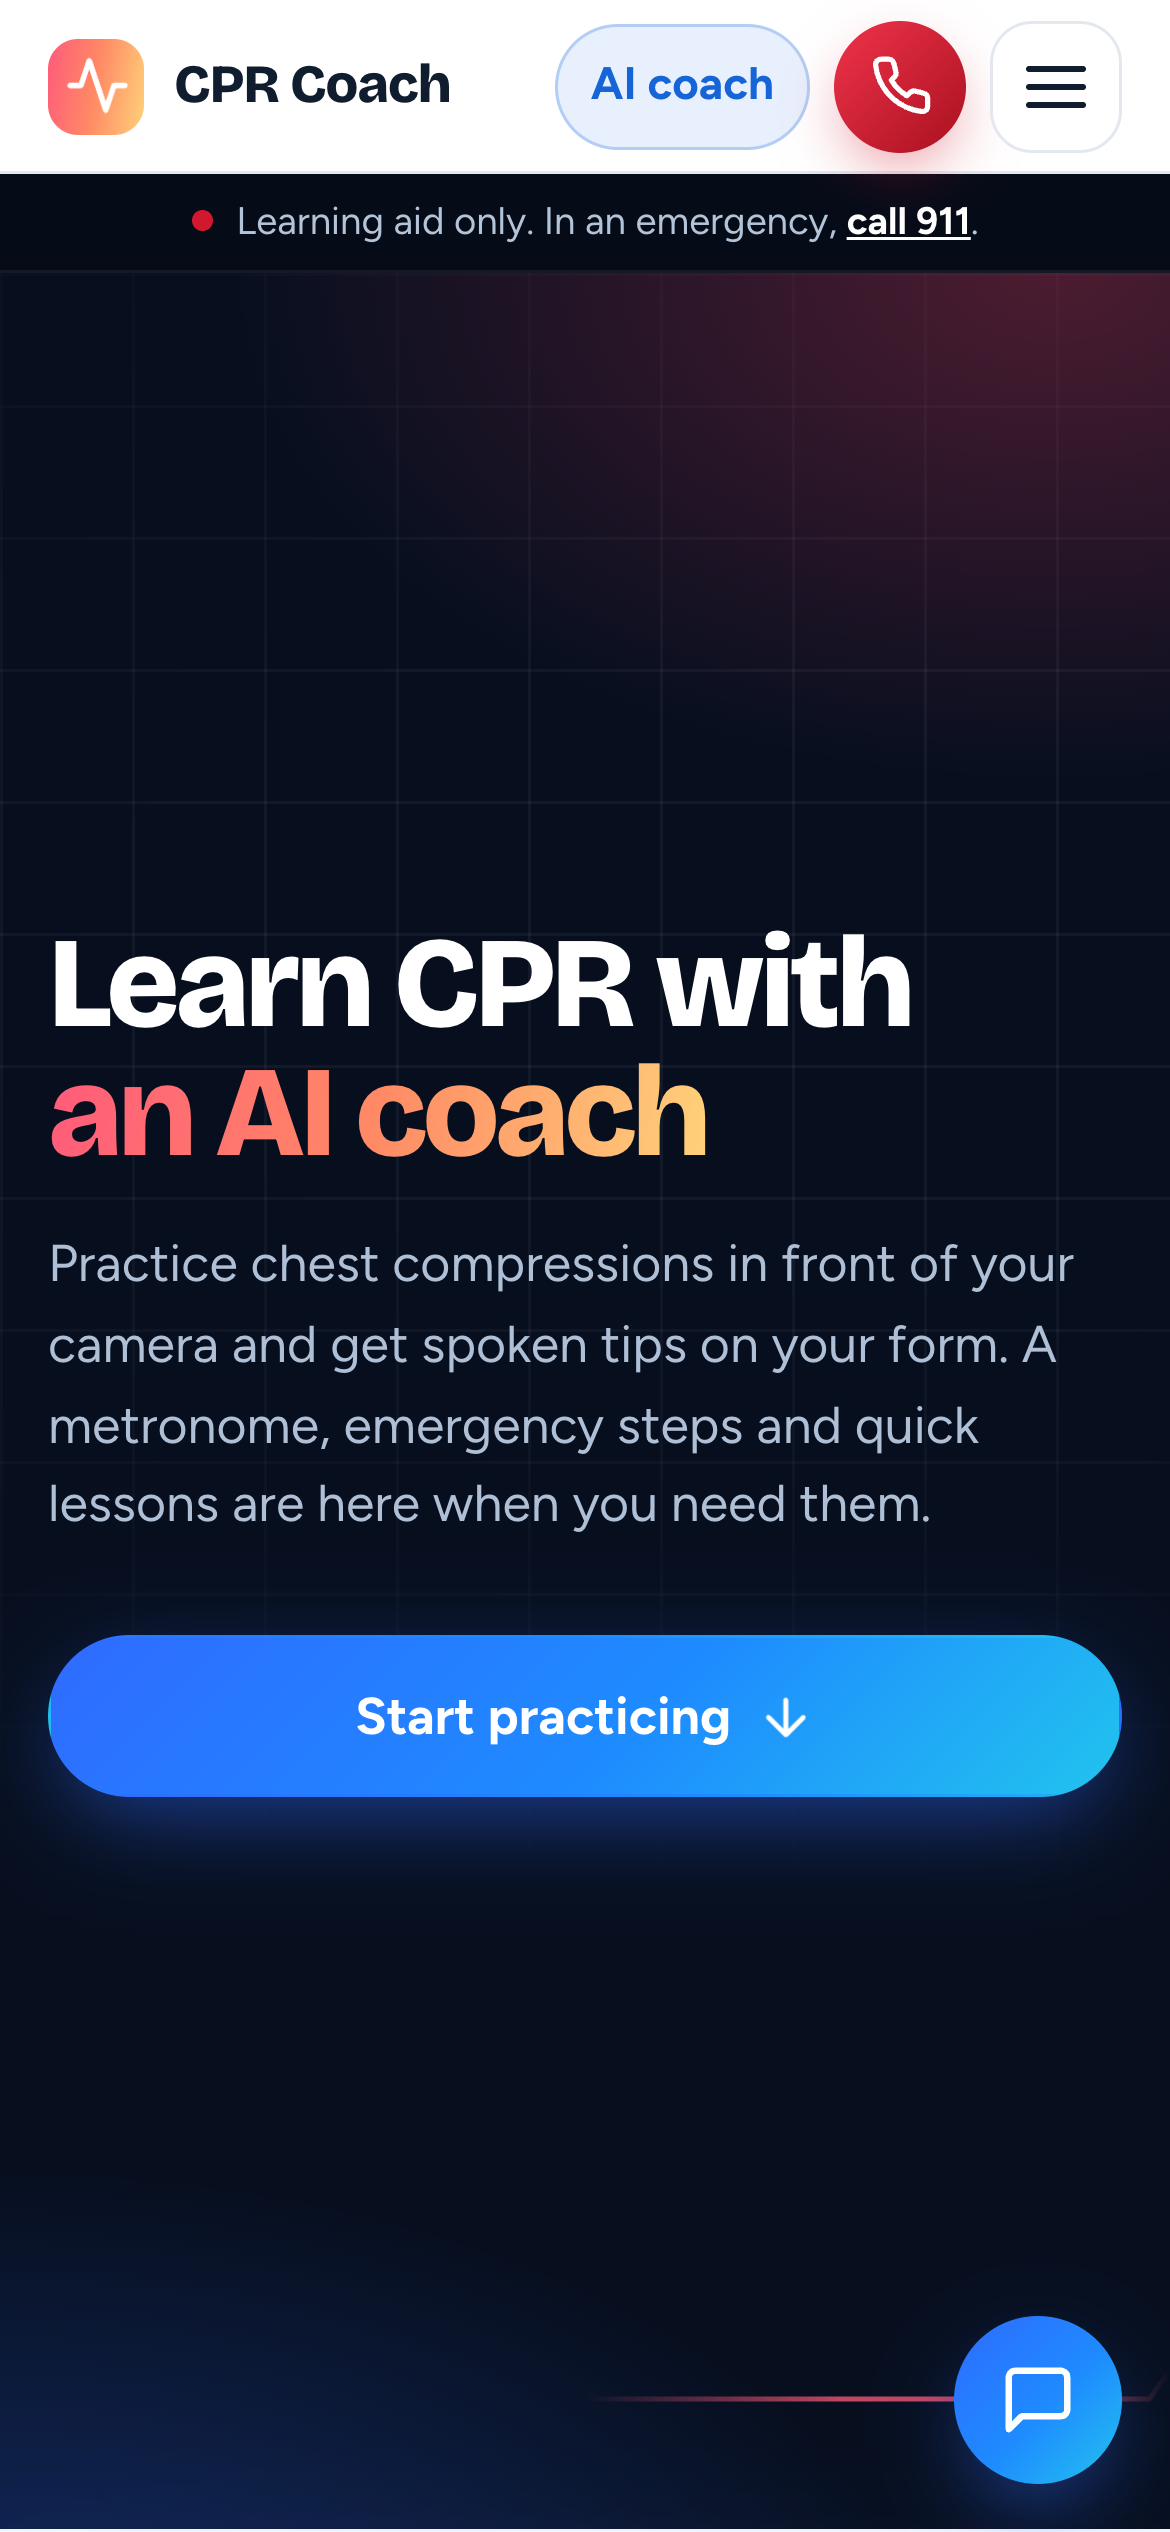 CPR Coach
AI coach
Learning aid only. In an emergency, call 911.
Learn CPR with
an AI coach
Practice chest compressions in front of your
camera and get spoken tips on your form. A
metronome, emergency steps and quick
lessons are here when you need them.
Start practicing